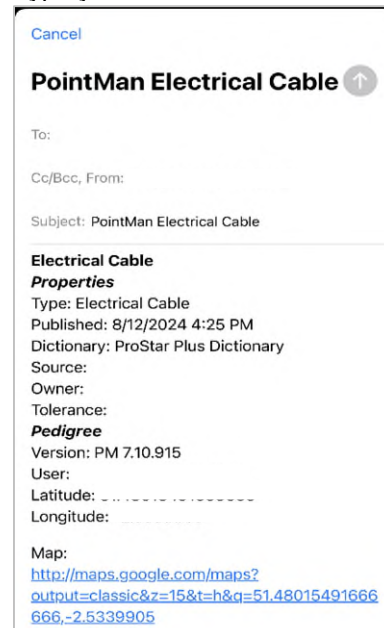 Cancel
PointMan Electrical Cable
To:
Cc/Bcc, From:
Subject: PointMan Electrical Cable
Electrical Cable
Properties
Type: Electrical Cable
Published: 8/12/2024 4:25 PM
Dictionary: ProStar Plus Dictionary
Source:
Owner:
Tolerance:
Pedigree
Version: PM 7.10.915
User:
Latitude:
Longitude:
Map:
http://maps.google.com/maps?
output=classic&z=15&t=h&q=51.48015491666
666,-2.5339905